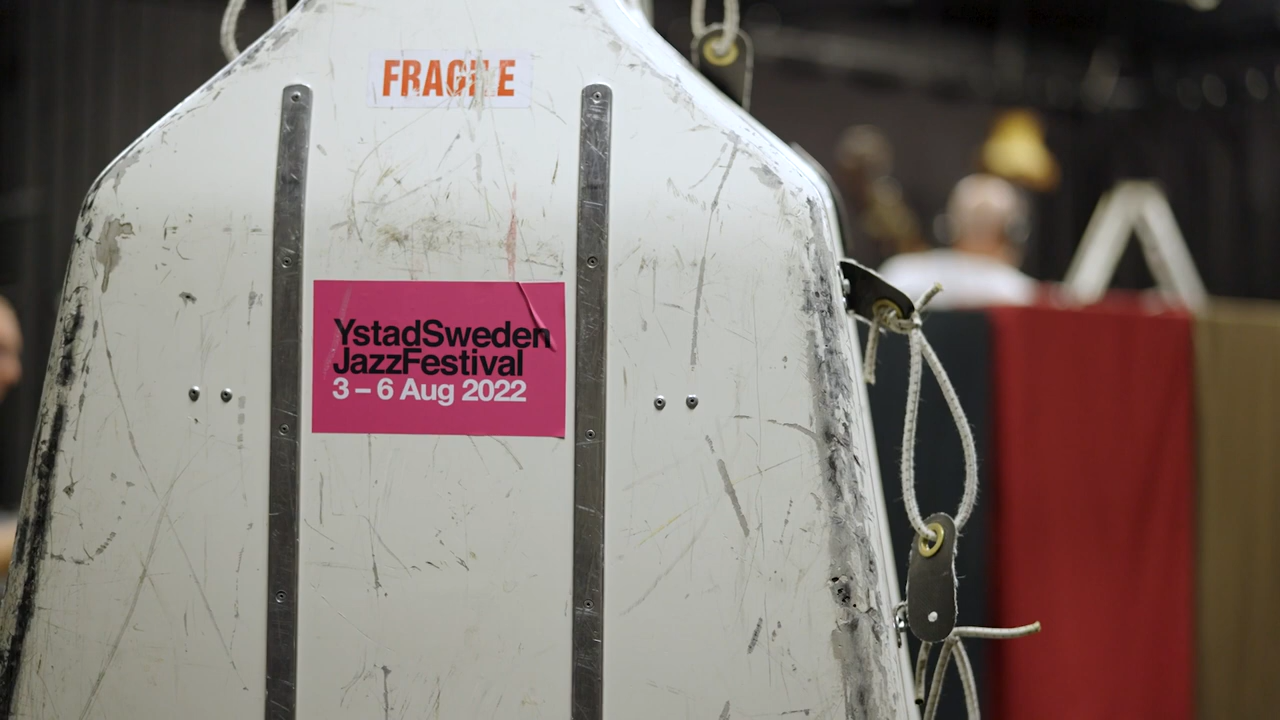 FRAGILE
YstadSweden
JazzFestival
3 – 6 Aug 2022